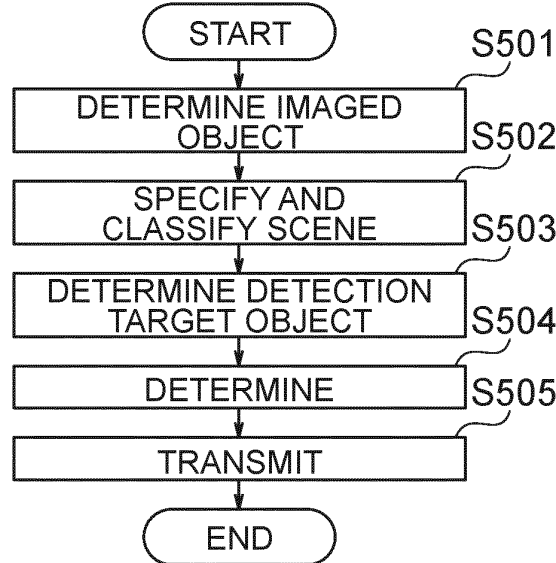 START
S501
DETERMINE IMAGED
OBJECT
S502
SPECIFY AND
CLASSIFY SCENE
S503
DETERMINE DETECTION
TARGET OBJECT
S504
DETERMINE
S505
TRANSMIT
END